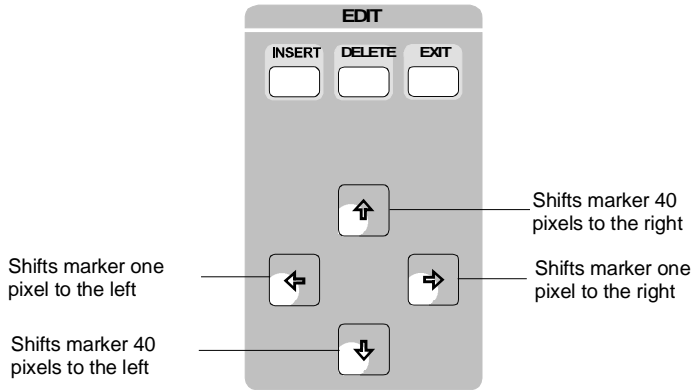 EDIT
INSERT DELETE EXIT
Shifts marker 40
pixels to the right
Shifts marker one
pixel to the left
Shifts marker one
pixel to the right
Shifts marker 40
pixels to the left